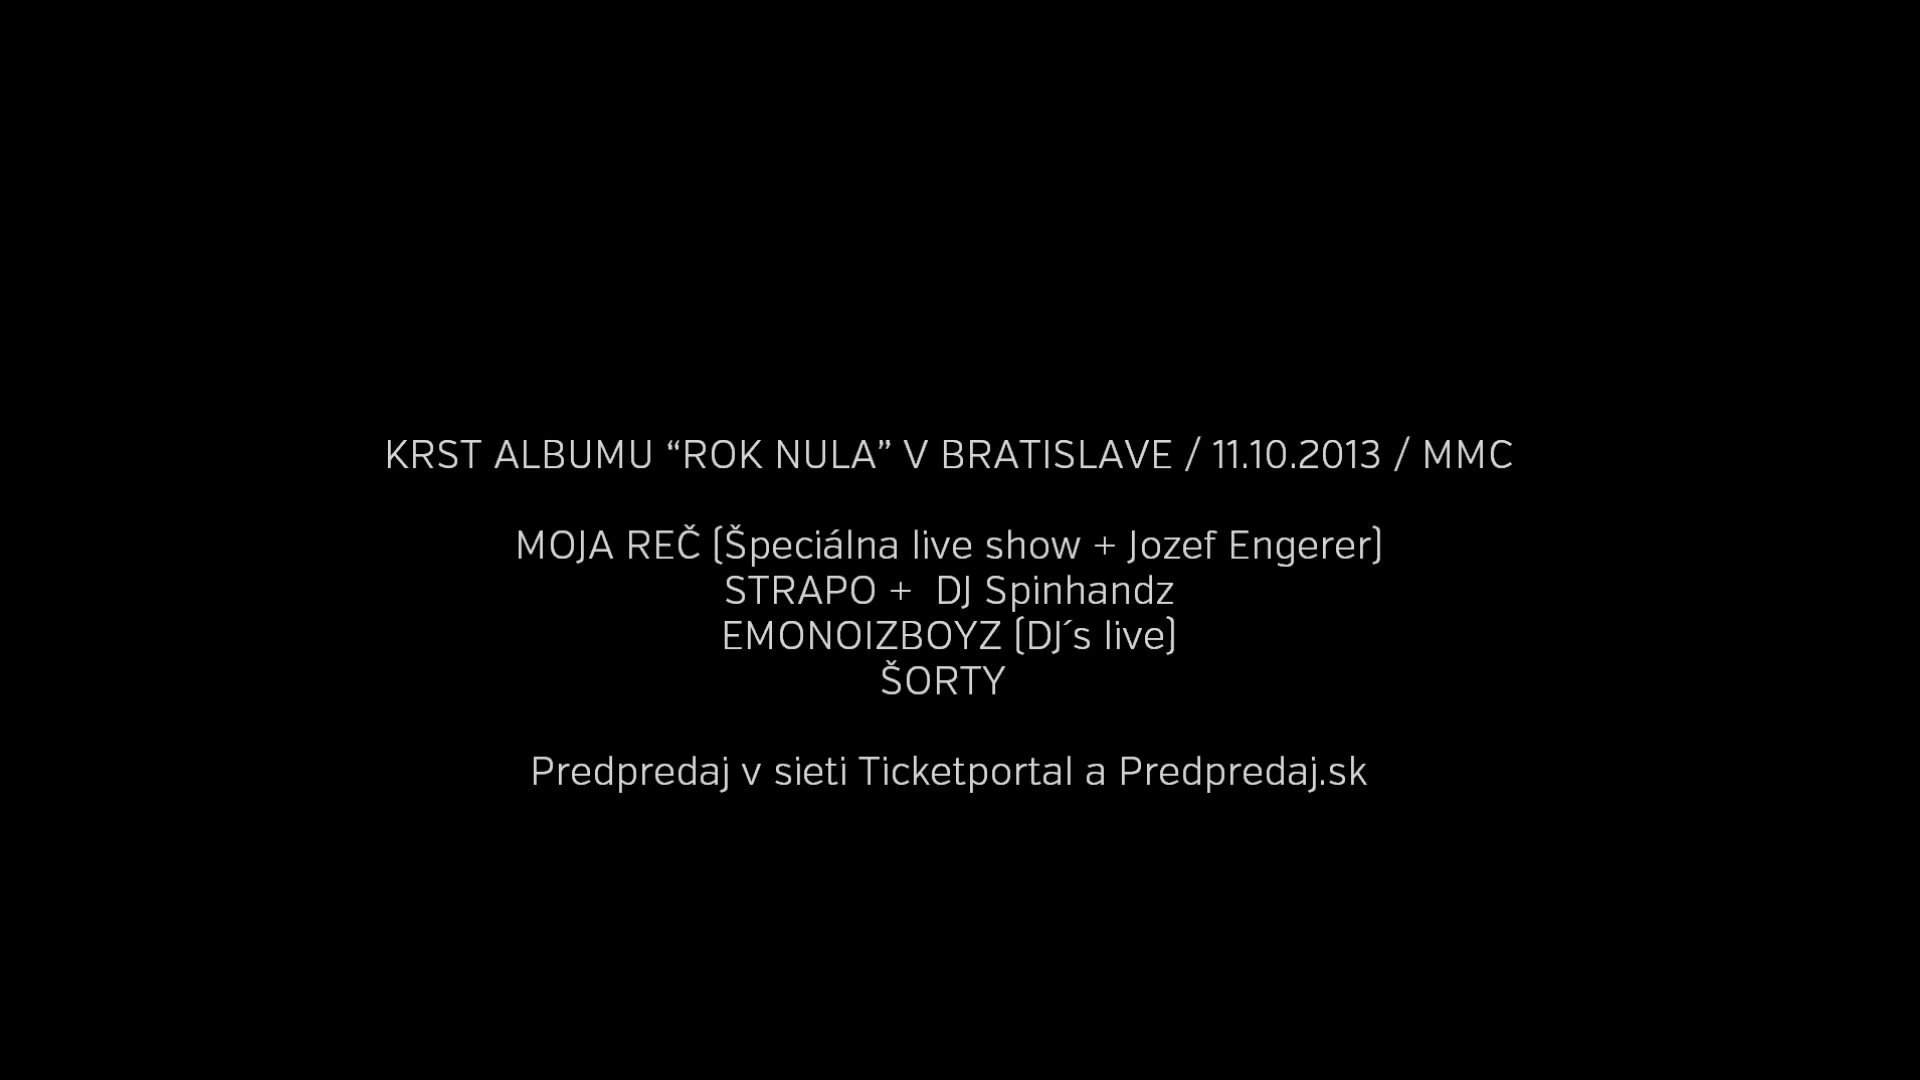 KRST ALBUMU “ROK NULA” V BRATISLAVE / 11.10.2013 / MMC
MOJA REČ (Špeciálna live show + Jozef Engerer)
STRAPO +  DJ Spinhandz
EMONOIZBOYZ (DJ´s live)
ŠORTY
Predpredaj v sieti Ticketportal a Predpredaj.sk